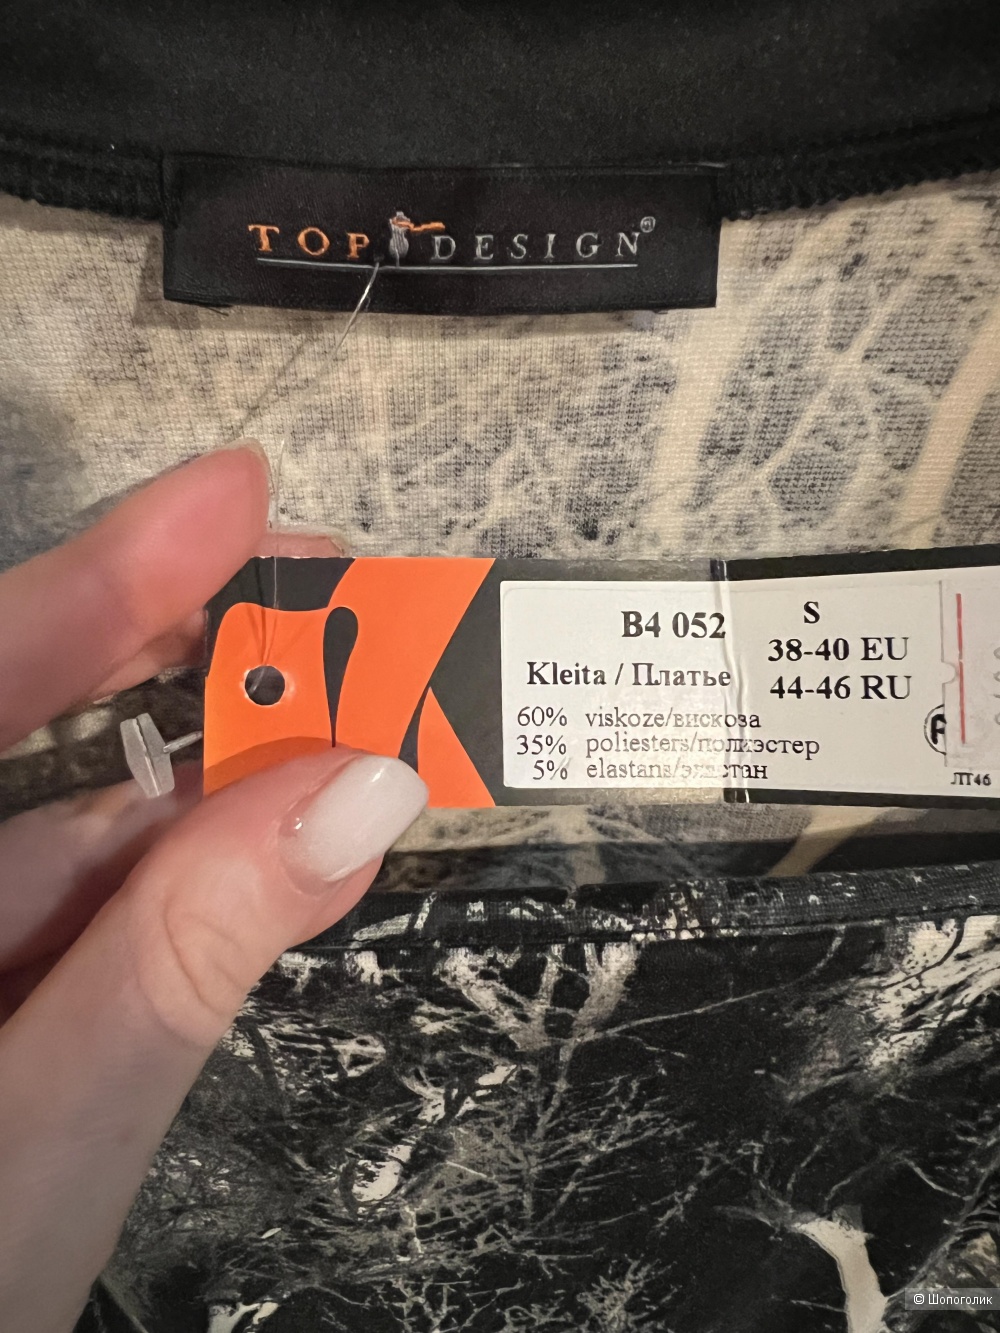 TOP DESIGN®
B4 052
Kleita / Платье
60% viskoze/вискоза
35% poliesters/полиэстер
5% elastans/эластан
S
38-40 EU
44-46 RU
ЛТ46
© Шопоголик